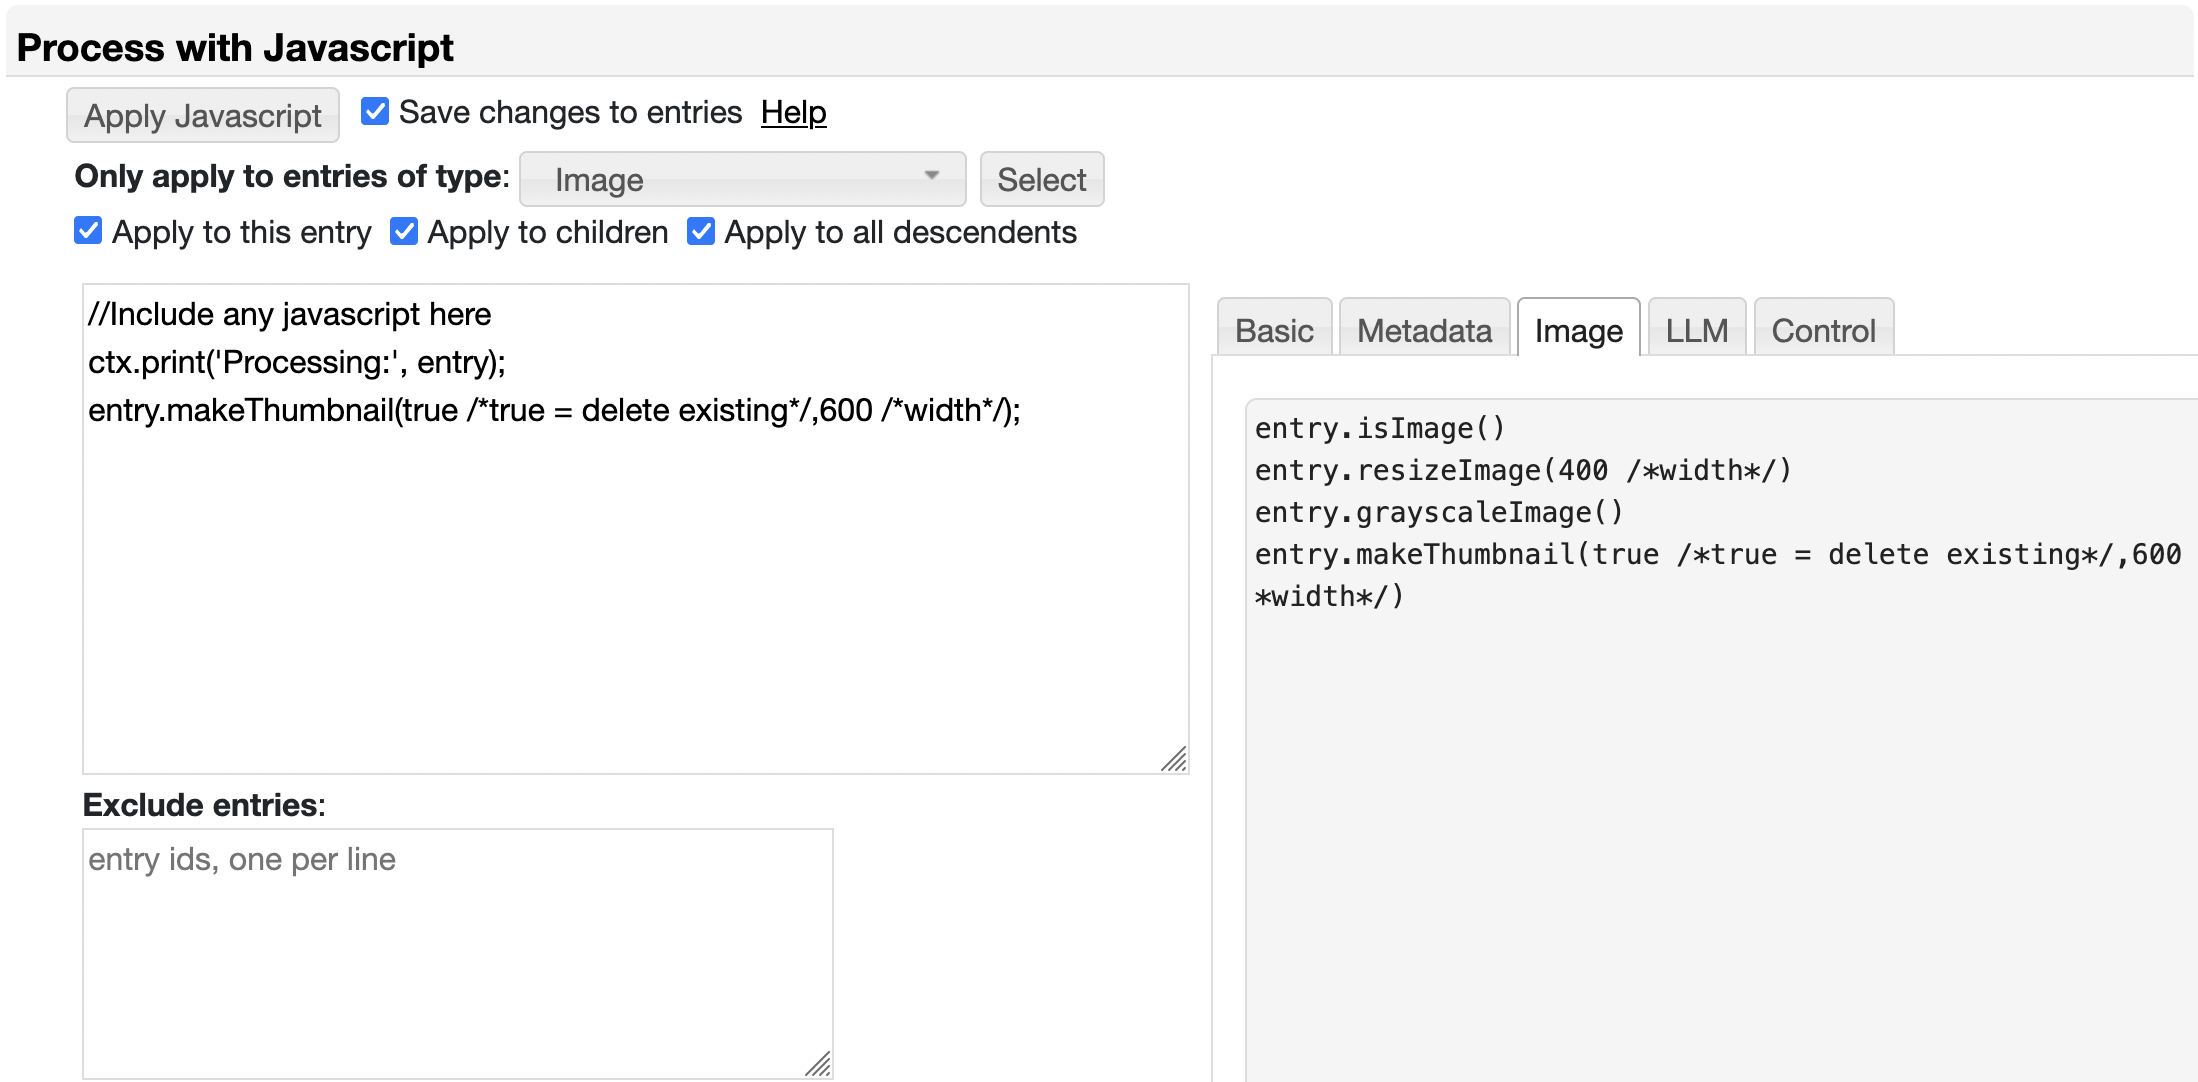 Process with Javascript
Apply Javascript Save changes to entries Help
Only apply to entries of type: Image Select
Apply to this entry Apply to children Apply to all descendents
//Include any javascript here
ctx.print('Processing:', entry);
entry.makeThumbnail(true /*true = delete existing*/,600 /*width*/);
Exclude entries:
entry ids, one per line
Basic Metadata Image LLM Control
entry.isImage()
entry.resizeImage(400 /*width*/)
entry.grayscaleImage()
entry.makeThumbnail(true /*true = delete existing*/,600
*width*/)